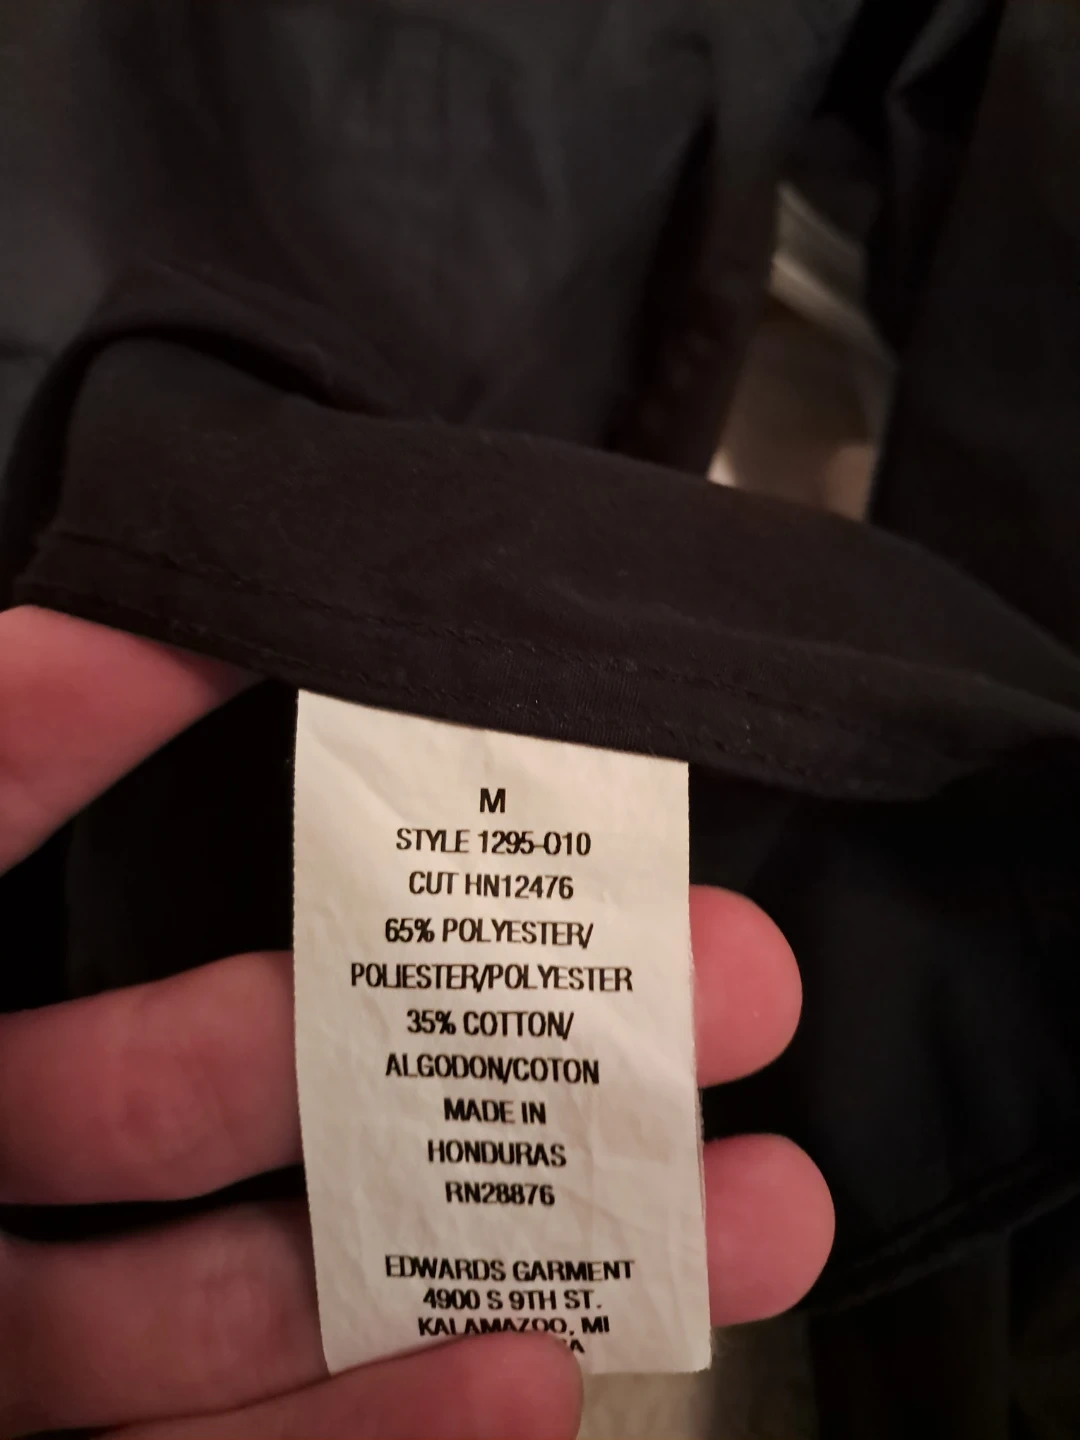 M
STYLE 1295-010
CUT HN12476
65% POLYESTER/
POLIESTER/POLYESTER
35% COTTON/
ALGODON/COTON
MADE IN
HONDURAS
RN28876
EDWARDS GARMENT
4900 S 9TH ST.
KALAMAZOO, MI